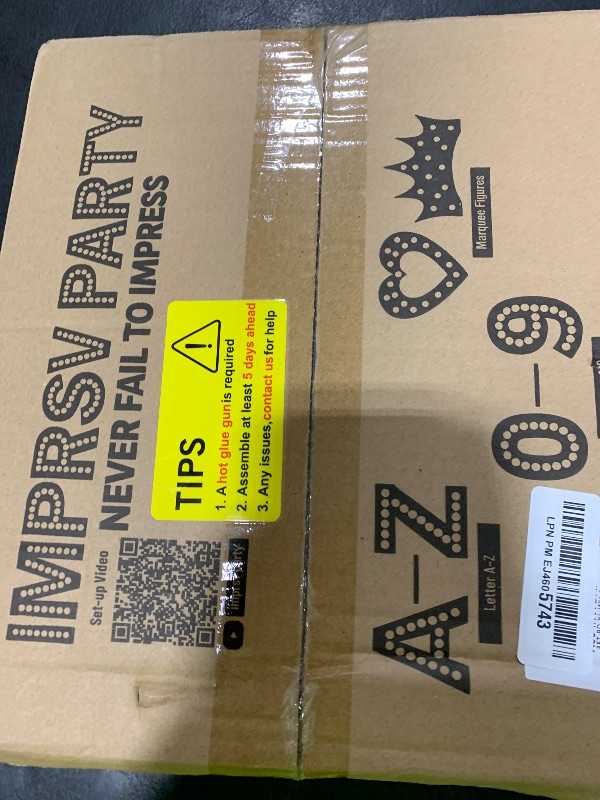 IMPRSV PARTY
NEVER FAIL TO IMPRESS
Set-up Video
TIPS
1. A hot glue gun is required
2. Assemble at least 5 days ahead
3. Any issues, contact us for help
Marquee Figures
0-9
A-Z
Letter A-Z
LPN PM EJ4605743